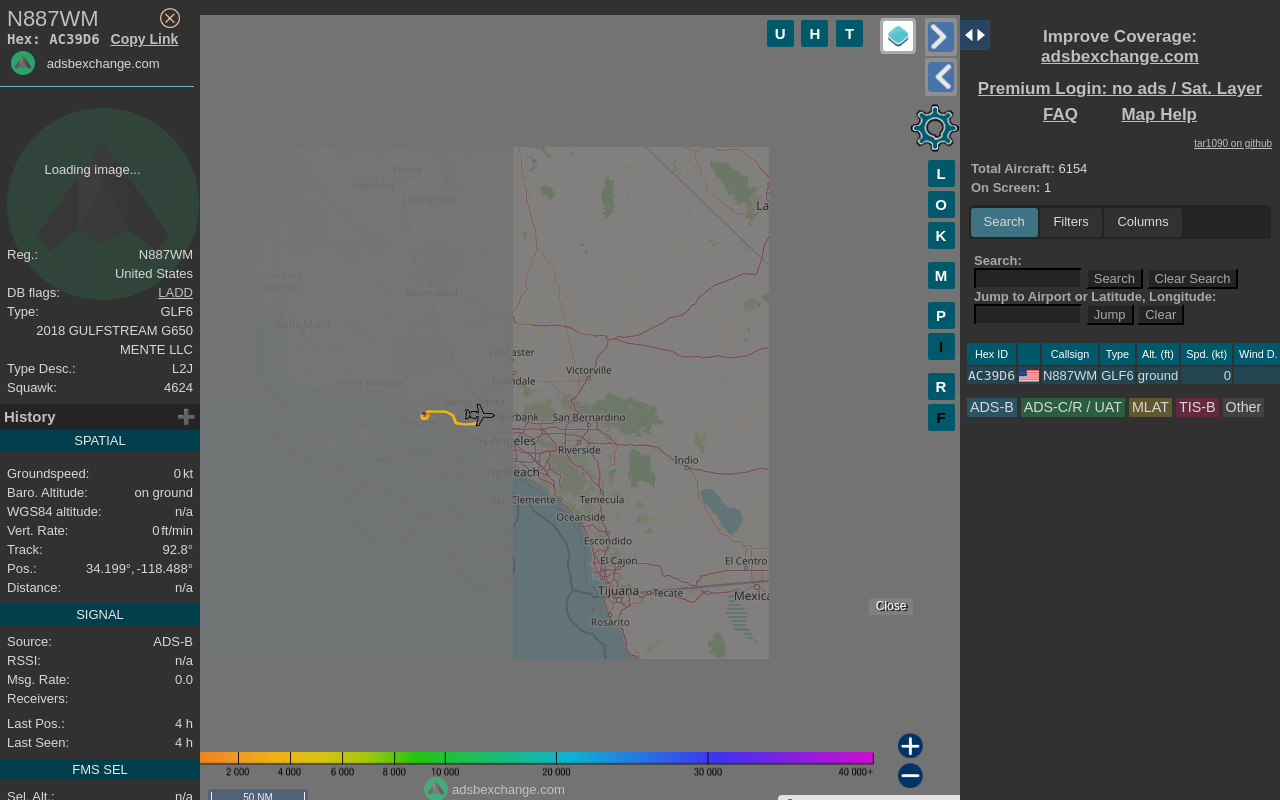 N887WM
Hex: AC39D6 Copy Link
adsbexchange.com
Loading image...
Reg.: N887WM
United States
DB flags: LADD
Type: GLF6
2018 GULFSTREAM G650
MENTE LLC
Type Desc.: L2J
Squawk: 4624
History
SPATIAL
Groundspeed: 0 kt
Baro. Altitude: on ground
WGS84 altitude: n/a
Vert. Rate: 0 ft/min
Track: 92.8°
Pos.: 34.199°, -118.488°
Distance: n/a
SIGNAL
Source: ADS-B
RSSI: n/a
Msg. Rate: 0.0
Receivers:
Last Pos.: 4 h
Last Seen: 4 h
FMS SEL
Sel. Alt.: n/a
U H T
L
O
K
M
P
I
R
F
Visalia
Hanford
Porterville
San Luis
Obispo
Bakersfield
Santa Maria
Lancaster
Palmdale
Victorville
Santa Barbara
Burbank
San Bernardino
Los Angeles
Riverside
Long Beach
Indio
San Clemente
Temecula
Oceanside
Escondido
El Cajon
El Centro
Tijuana
Tecate
Mexica
Rosarito
La
Close
2 000 4 000 6 000 8 000 10 000 20 000 30 000 40 000+
adsbexchange.com
50 NM
Improve Coverage:
adsbexchange.com
Premium Login: no ads / Sat. Layer
FAQ Map Help
tar1090 on github
Total Aircraft: 6154
On Screen: 1
Search Filters Columns
Search:
Search Clear Search
Jump to Airport or Latitude, Longitude:
Jump Clear
Hex ID Callsign Type Alt. (ft) Spd. (kt) Wind D.
AC39D6 N887WM GLF6 ground 0
ADS-B ADS-C/R / UAT MLAT TIS-B Other